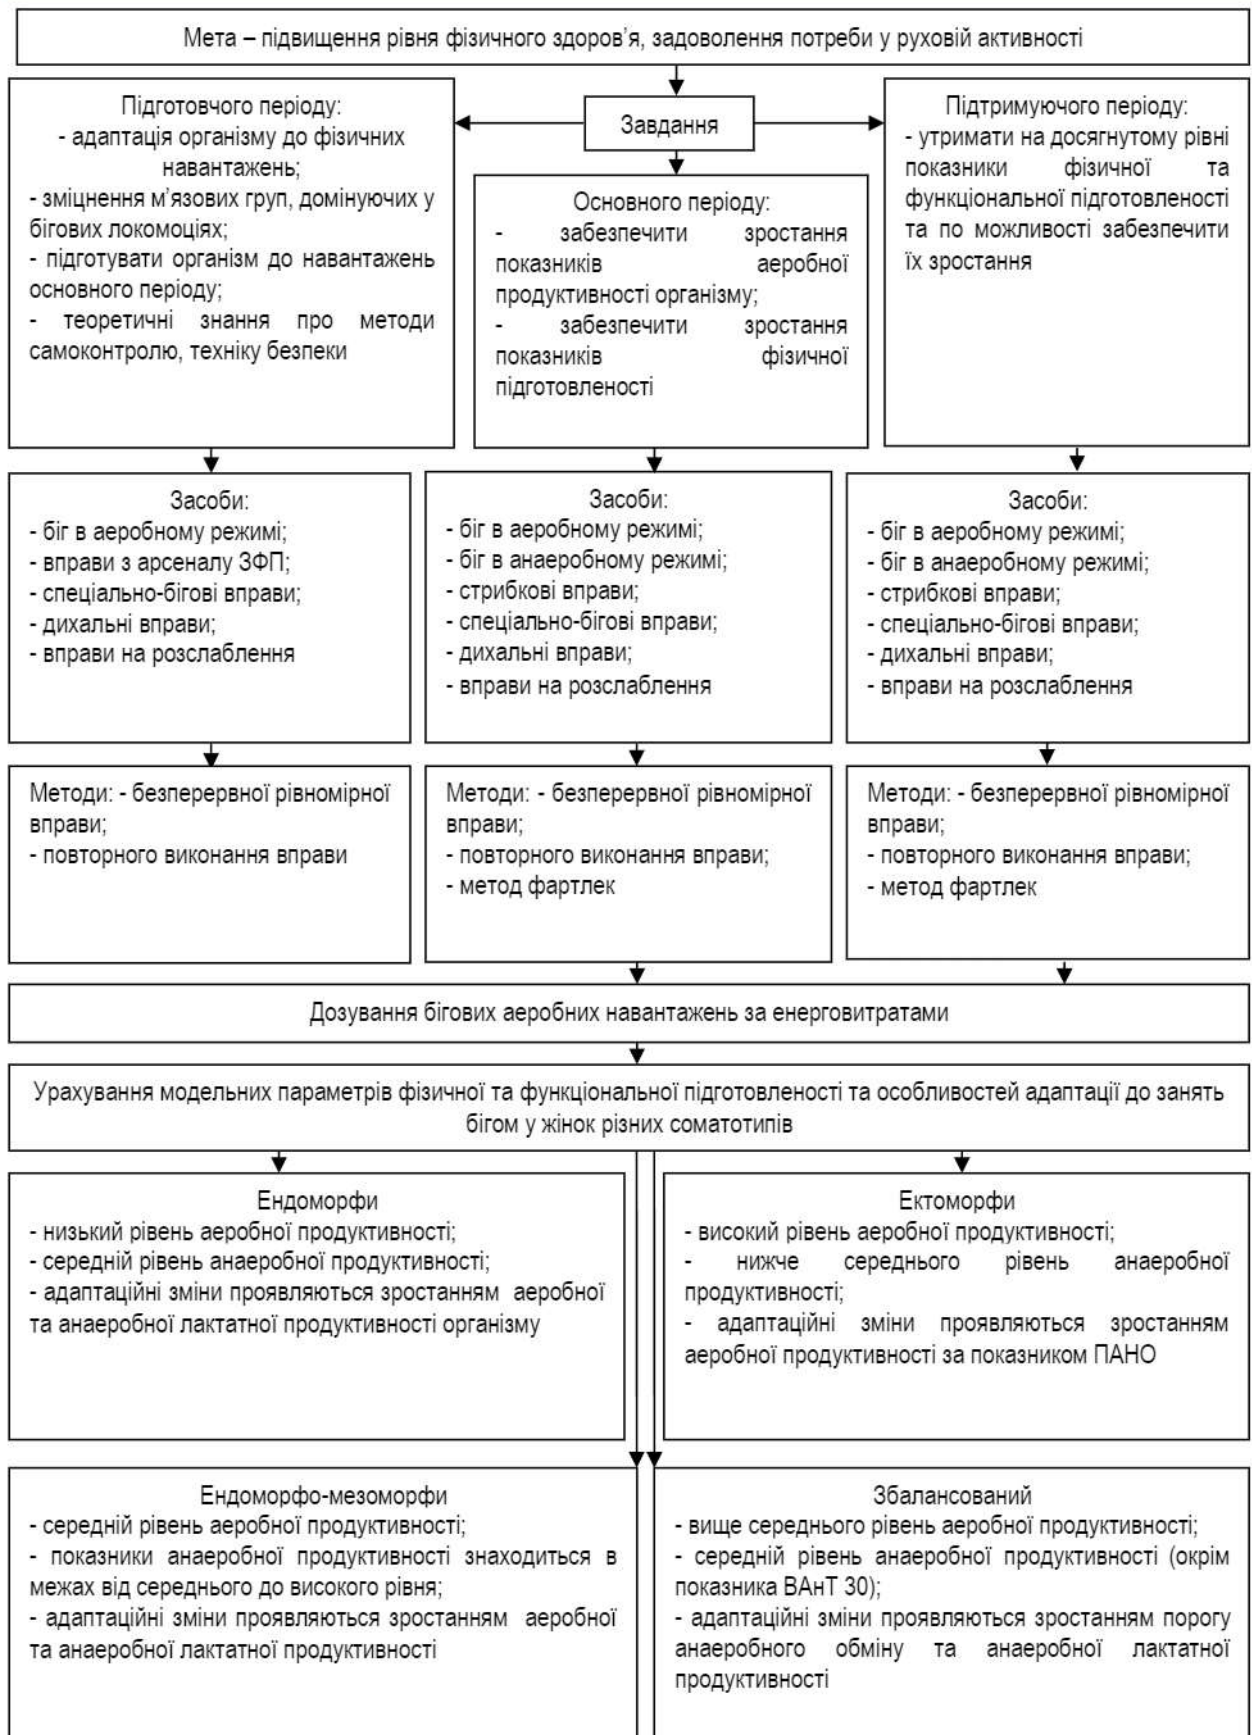 Мета – підвищення рівня фізичного здоров’я, задоволення потреби у руховій активності
Завдання
Підготовчого періоду:
- адаптація організму до фізичних
навантажень;
- зміцнення м’язових груп, домінуючих у
бігових локомоціях;
- підготувати організм до навантажень
основного періоду;
- теоретичні знання про методи
самоконтролю, техніку безпеки
Основного періоду:
- забезпечити зростання
показників аеробної
продуктивності організму;
- забезпечити зростання
показників фізичної
підготовленості
Підтримуючого періоду:
- утримати на досягнутому рівні
показники фізичної та
функціональної підготовленості
та по можливості забезпечити
їх зростання
Засоби:
- біг в аеробному режимі;
- вправи з арсеналу ЗФП;
- спеціально-бігові вправи;
- дихальні вправи;
- вправи на розслаблення
Засоби:
- біг в аеробному режимі;
- біг в анаеробному режимі;
- стрибкові вправи;
- спеціально-бігові вправи;
- дихальні вправи;
- вправи на розслаблення
Засоби:
- біг в аеробному режимі;
- біг в анаеробному режимі;
- стрибкові вправи;
- спеціально-бігові вправи;
- дихальні вправи;
- вправи на розслаблення
Методи: - безперервної рівномірної
вправи;
- повторного виконання вправи
Методи: - безперервної рівномірної
вправи;
- повторного виконання вправи;
- метод фартлек
Методи: - безперервної рівномірної
вправи;
- повторного виконання вправи;
- метод фартлек
Дозування бігових аеробних навантажень за енерговитратами
Урахування модельних параметрів фізичної та функціональної підготовленості та особливостей адаптації до занять
бігом у жінок різних соматотипів
Ендоморфи
- низький рівень аеробної продуктивності;
- середній рівень анаеробної продуктивності;
- адаптаційні зміни проявляються зростанням аеробної
та анаеробної лактатної продуктивності організму
Ектоморфи
- високий рівень аеробної продуктивності;
- нижче середнього рівень анаеробної
продуктивності;
- адаптаційні зміни проявляються зростанням
аеробної продуктивності за показником ПАНО
Ендоморфо-мезоморфи
- середній рівень аеробної продуктивності;
- показники анаеробної продуктивності знаходиться в
межах від середнього до високого рівня;
- адаптаційні зміни проявляються зростанням аеробної
та анаеробної лактатної продуктивності
Збалансований
- вище середнього рівень аеробної продуктивності;
- середній рівень анаеробної продуктивності (окрім
показника ВАнТ 30);
- адаптаційні зміни проявляються зростанням порогу
анаеробного обміну та анаеробної лактатної
продуктивності